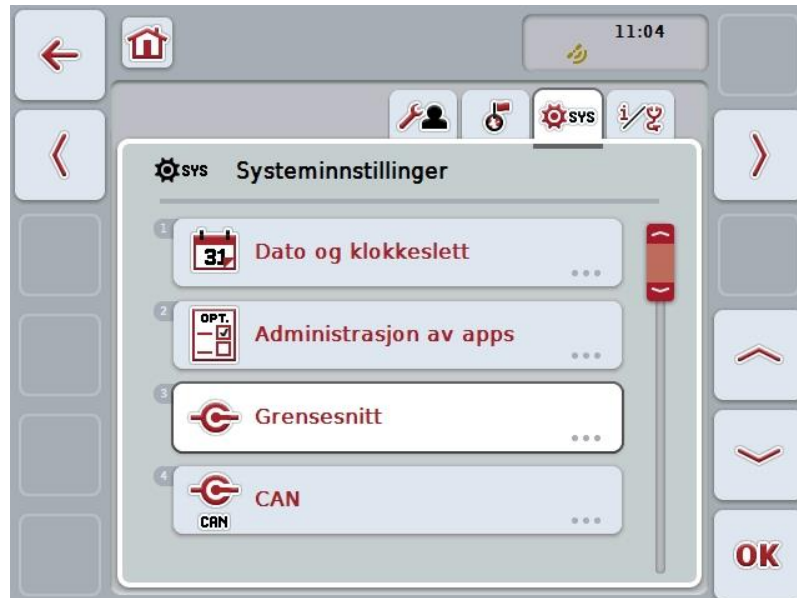 11:04
SYS
i/
SYS Systeminnstillinger
1
31 Dato og klokkeslett
2
OPT. Administrasjon av apps
3
Grensesnitt
4
CAN
CAN
OK